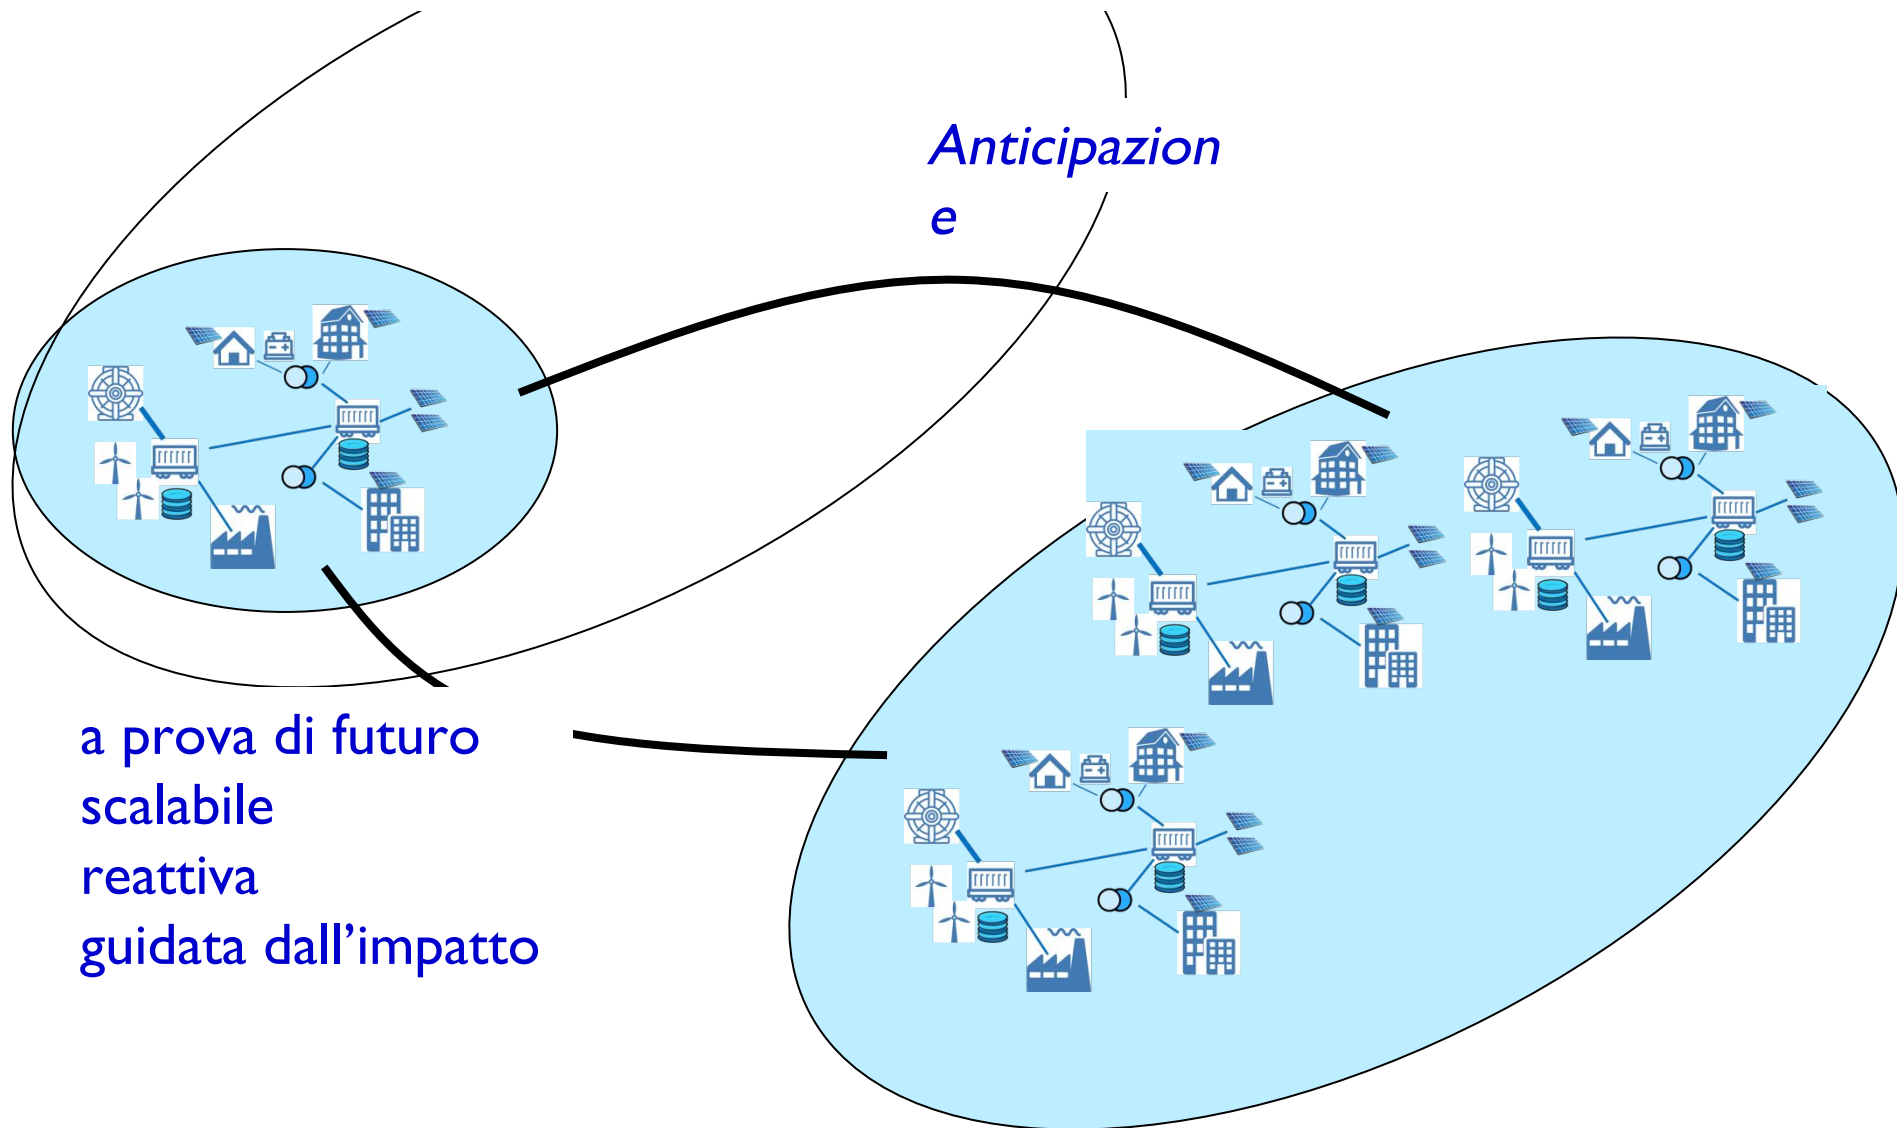 Anticipazion
e
a prova di futuro
scalabile
reattiva
guidata dall’impatto